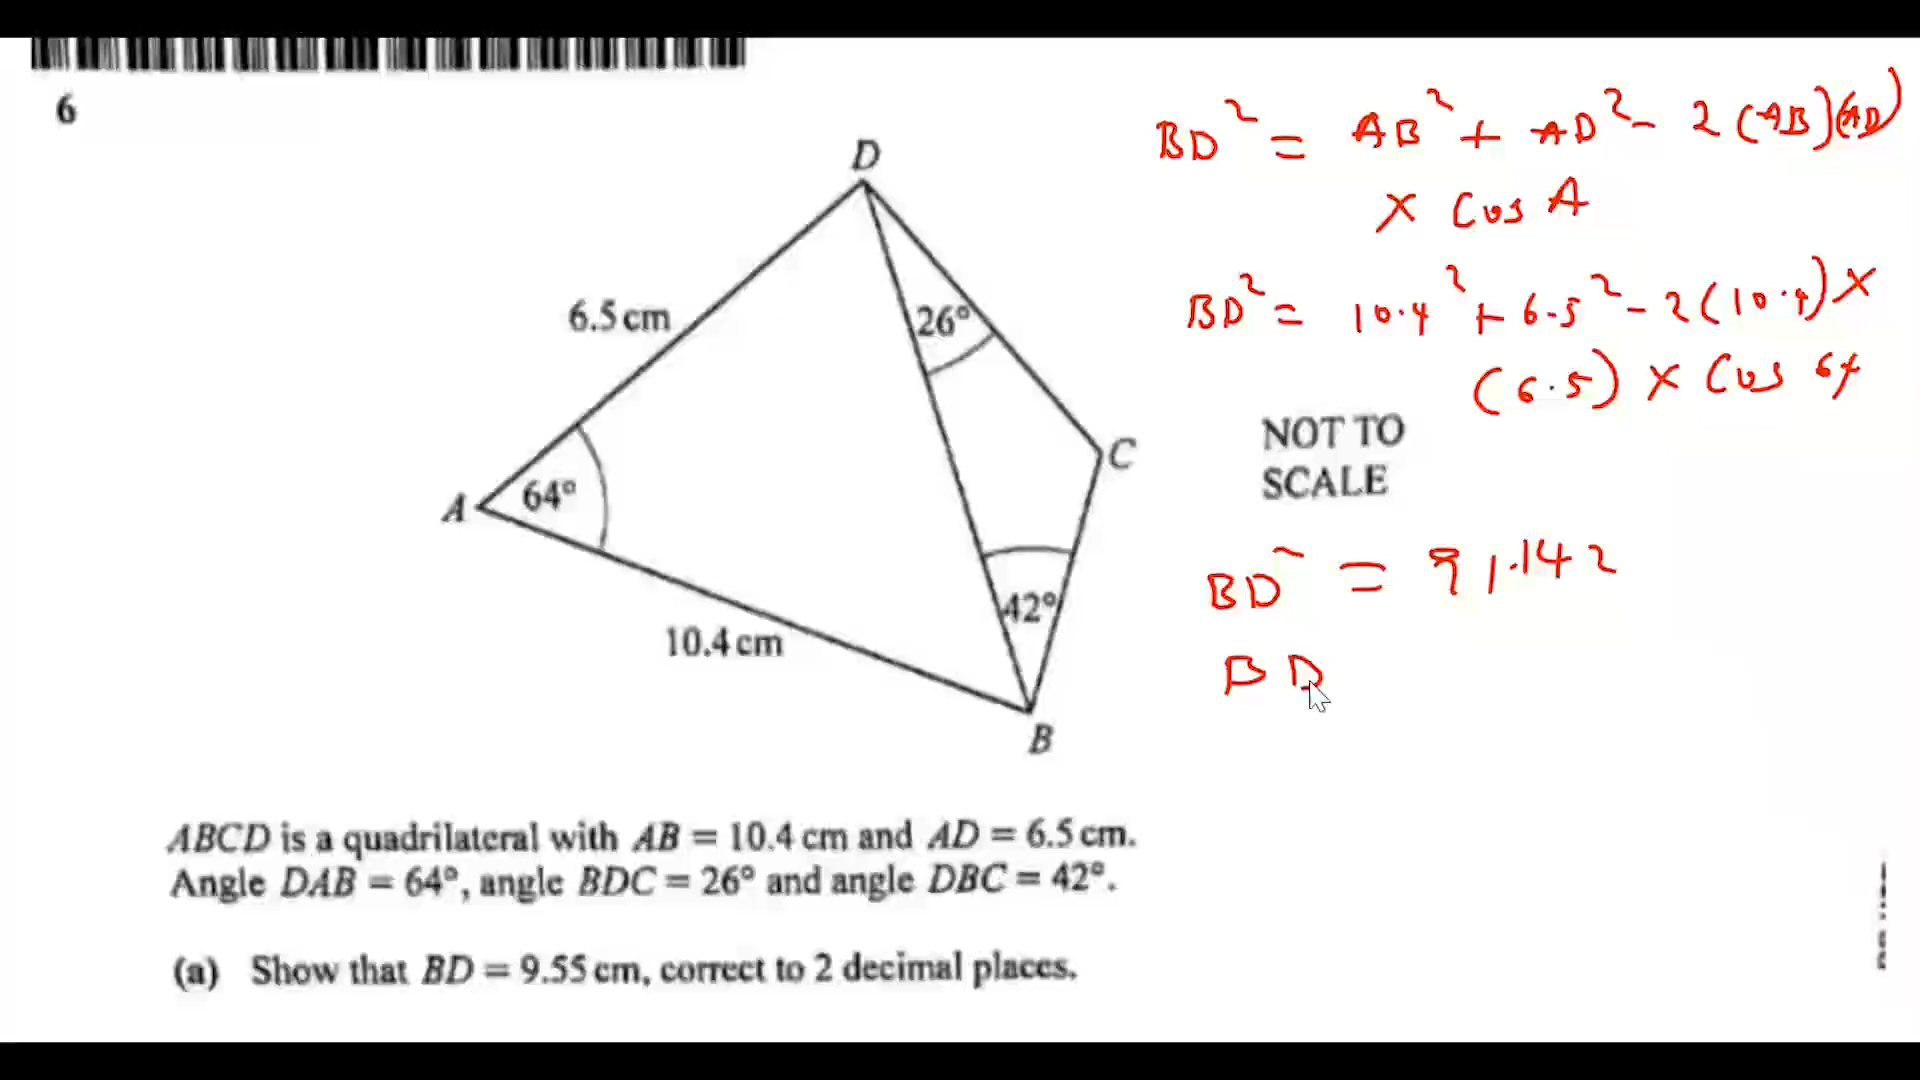 6
BD² = AB² + AD² - 2 (AB)(AD)
× Cos A
BD² = 10.4² + 6.5² - 2(10.4) ×
(6.5) × Cos 64
D
6.5 cm
26°
NOT TO
SCALE
C
A
64°
BD² = 91.142
42°
10.4 cm
BD
B
ABCD is a quadrilateral with AB = 10.4 cm and AD = 6.5 cm.
Angle DAB = 64°, angle BDC = 26° and angle DBC = 42°.
(a) Show that BD = 9.55 cm, correct to 2 decimal places.